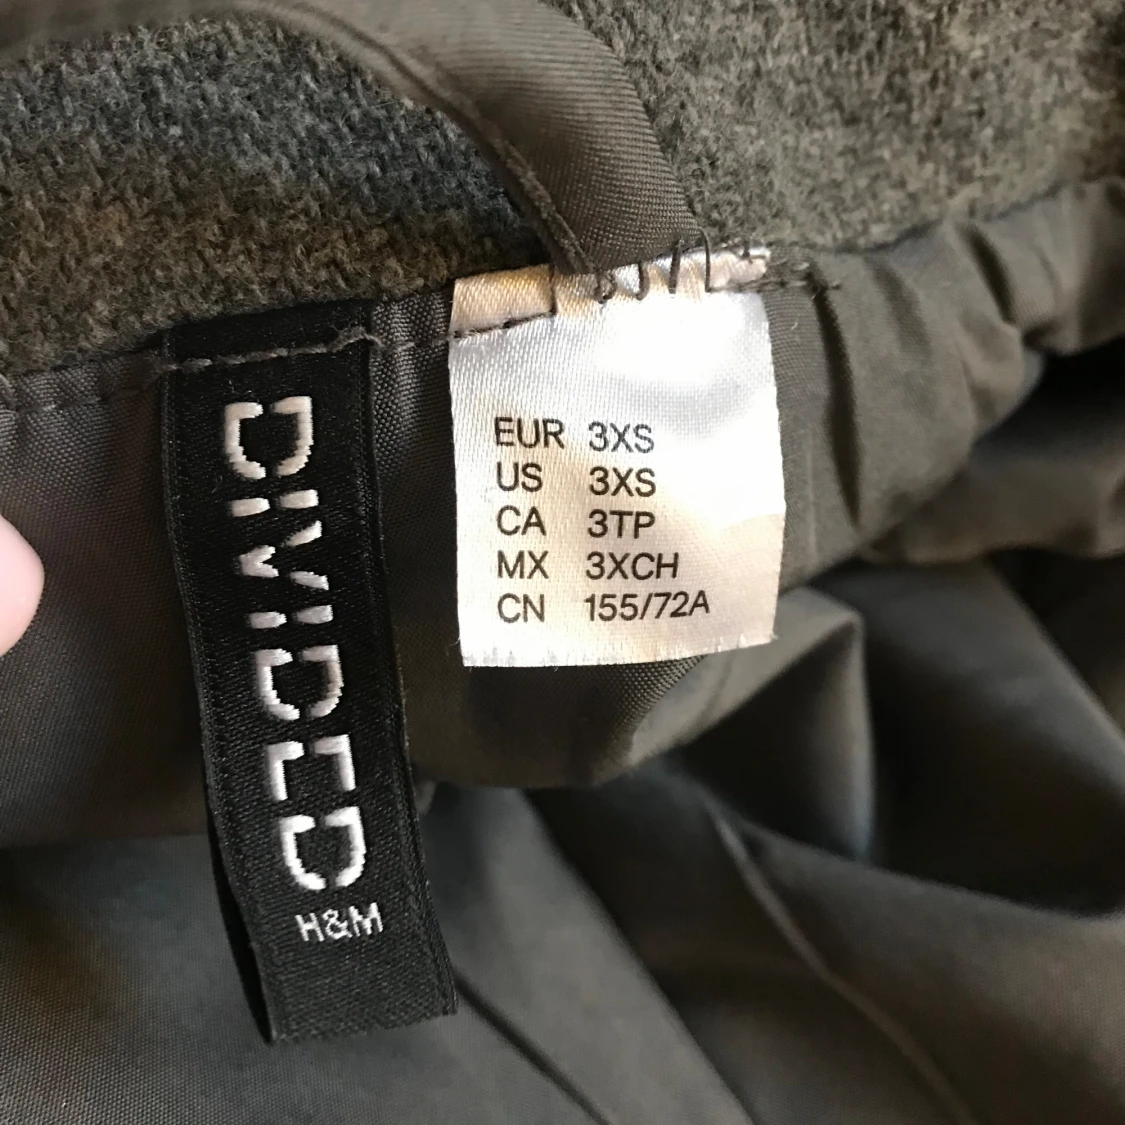 DIVIDED
H&M
EUR 3XS
US 3XS
CA 3TP
MX 3XCH
CN 155/72A